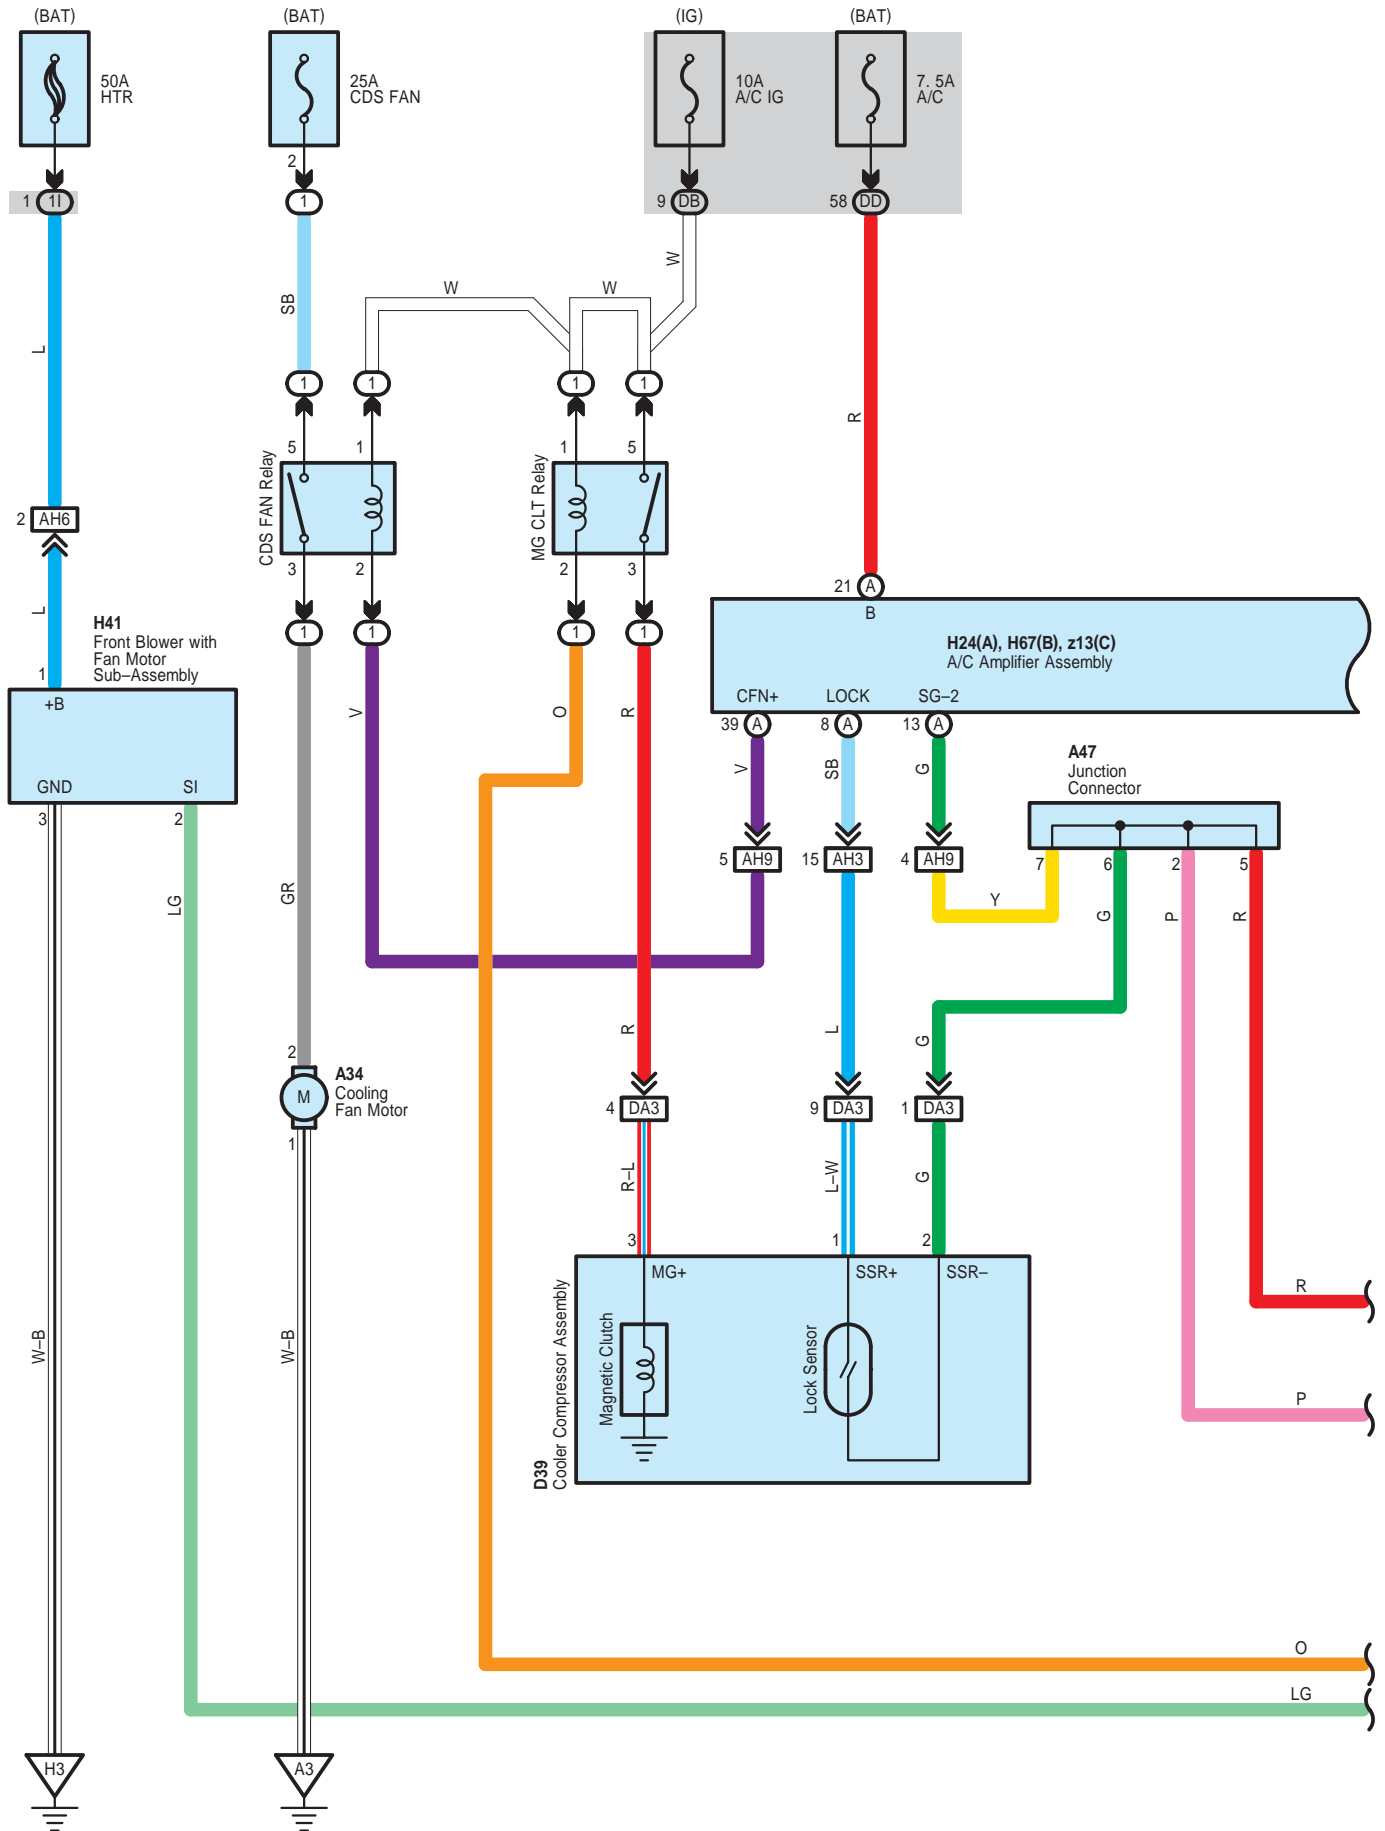 (BAT)
(BAT)
(IG)
(BAT)
50A
HTR
25A
CDS FAN
10A
A/C IG
7. 5A
A/C
2
1 1I
1
9 DB
58 DD
W
W
W
SB
L
R
1
1
1
1
5
1
1
5
CDS FAN Relay
MG CLT Relay
2 AH6
3
2
2
3
L
1
1
1
1
21 A
B
H24(A), H67(B), z13(C)
A/C Amplifier Assembly
CFN+
LOCK
SG–2
39 A
8 A
13 A
H41
Front Blower with
Fan Motor
Sub–Assembly
1
+B
GND
SI
3
2
V
O
R
V
SB
G
A47
Junction
Connector
5 AH9
15 AH3
4 AH9
7
6
2
5
LG
GR
Y
G
P
R
R
L
G
2
A34
Cooling
Fan Motor
M
1
4 DA3
9 DA3
1 DA3
R–L
L–W
G
3
1
2
MG+
SSR+
SSR–
Magnetic Clutch
Lock Sensor
D39
Cooler Compressor Assembly
R
P
W–B
W–B
O
LG
H3
A3